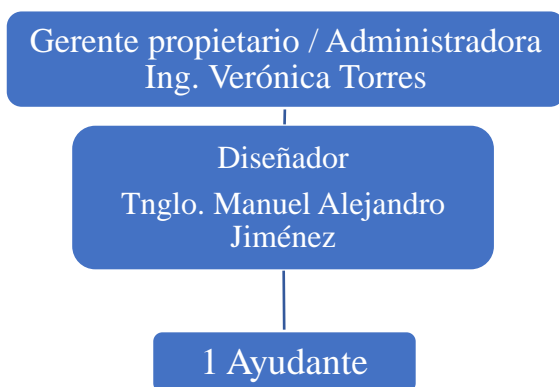 Gerente propietario / Administradora
Ing. Verónica Torres
Diseñador
Tnglo. Manuel Alejandro
Jiménez
1 Ayudante